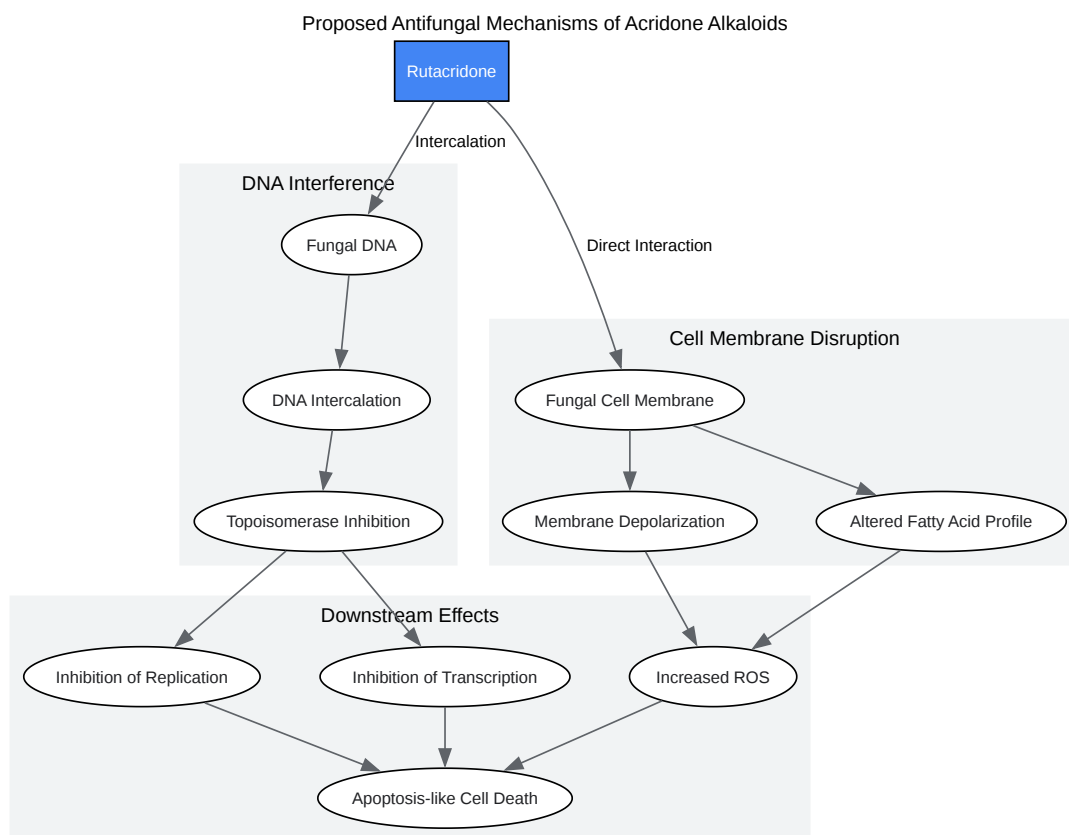 Proposed Antifungal Mechanisms of Acridone Alkaloids
Rutacridone
Intercalation
DNA Interference
Fungal DNA
Direct Interaction
Cell Membrane Disruption
DNA Intercalation
Fungal Cell Membrane
Topoisomerase Inhibition
Membrane Depolarization
Altered Fatty Acid Profile
Downstream Effects
Inhibition of Replication
Inhibition of Transcription
Increased ROS
Apoptosis-like Cell Death